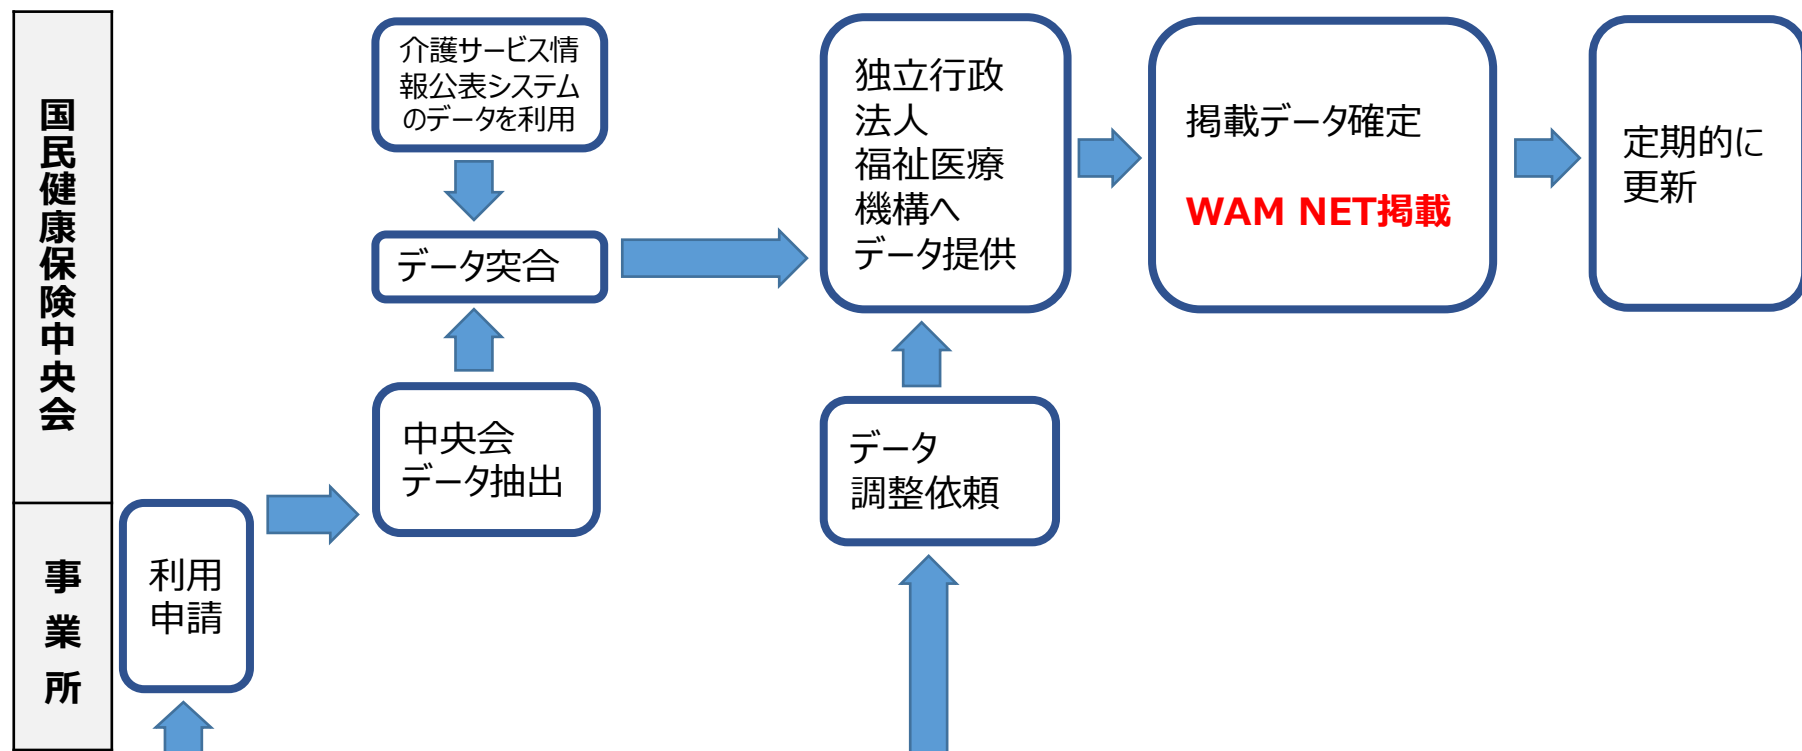 国民健康保険中央会
介護サービス情
報公表システム
のデータを利用
データ突合
中央会
データ抽出
独立行政
法人
福祉医療
機構へ
データ提供
データ
調整依頼
掲載データ確定
WAM NET掲載
定期的に
更新
事業所
利用
申請